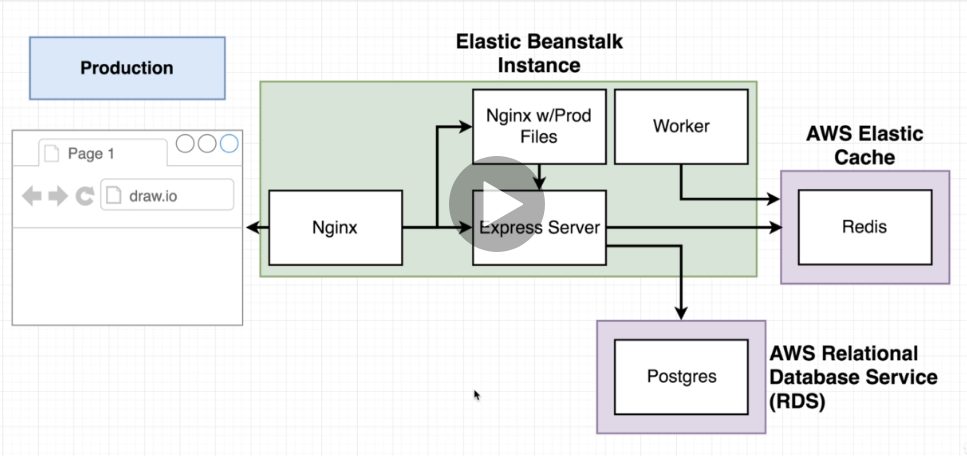 Production
Elastic Beanstalk
Instance
Page 1
draw.io
Nginx
Nginx w/Prod
Files
Worker
Express Server
AWS Elastic
Cache
Redis
Postgres
AWS Relational
Database Service
(RDS)